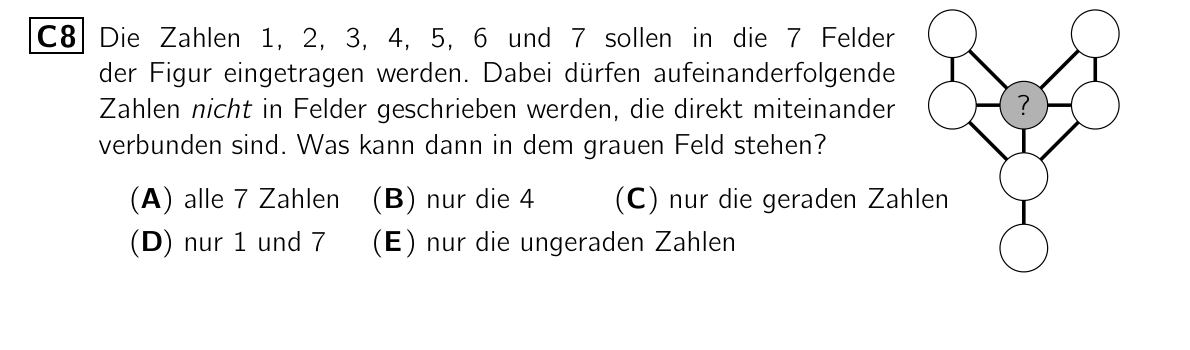 C8 Die Zahlen 1, 2, 3, 4, 5, 6 und 7 sollen in die 7 Felder
der Figur eingetragen werden. Dabei dürfen aufeinanderfolgende
Zahlen nicht in Felder geschrieben werden, die direkt miteinander
verbunden sind. Was kann dann in dem grauen Feld stehen?
(A) alle 7 Zahlen (B) nur die 4 (C) nur die geraden Zahlen
(D) nur 1 und 7 (E) nur die ungeraden Zahlen
?